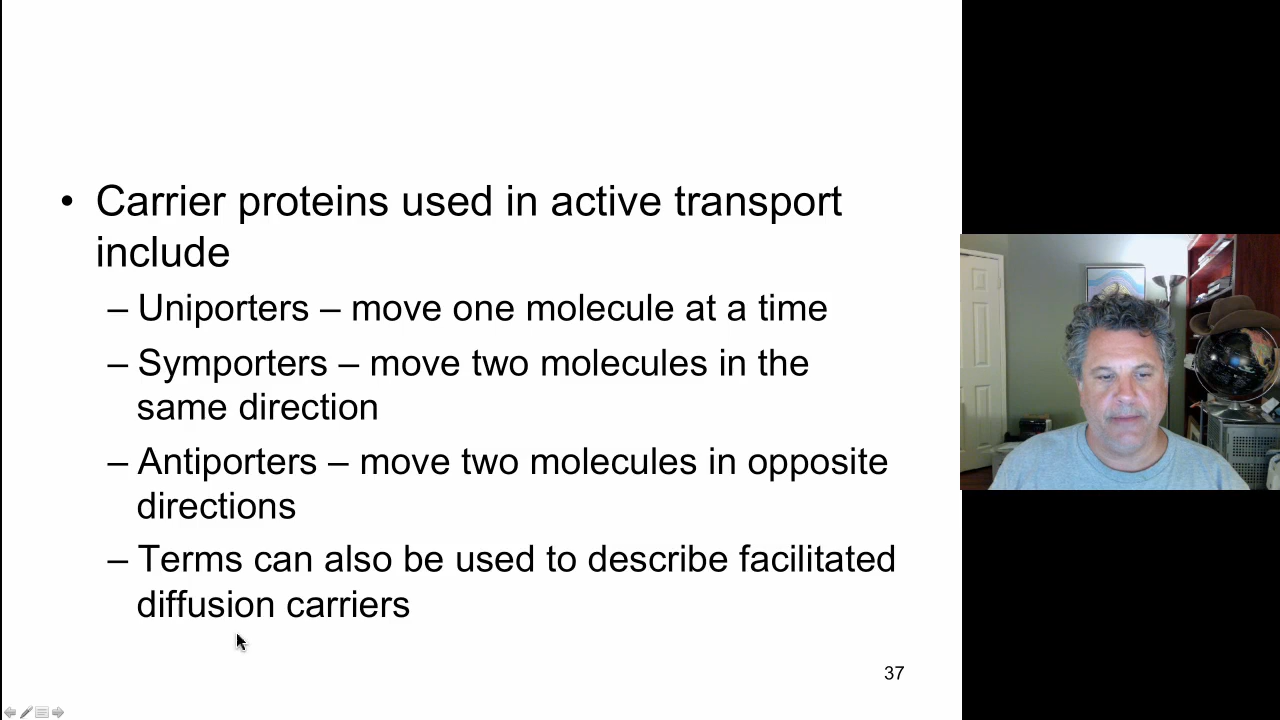 • Carrier proteins used in active transport
include
– Uniporters – move one molecule at a time
– Symporters – move two molecules in the
same direction
– Antiporters – move two molecules in opposite
directions
– Terms can also be used to describe facilitated
diffusion carriers
37